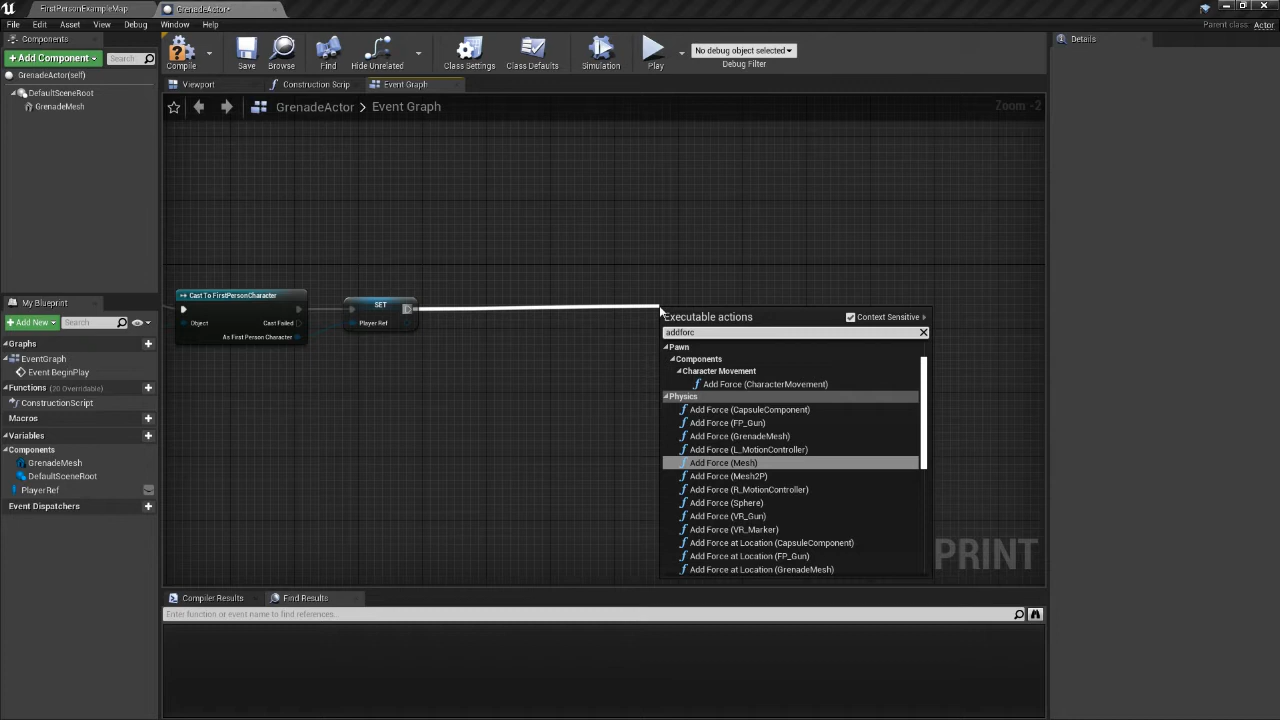 FirstPersonExampleMap
GrenedeActor*
File
Edit
Asset
View
Debug
Window
Help
Parent class: Actor
Components
Details
+ Add Component
Search
Compile
Save
Browse
Find
Hide Unrelated
Class Settings
Class Defaults
Simulation
Play
No debug object selected
Debug Filter
GrenadeActor(self)
DefaultSceneRoot
GrenadeMesh
Viewport
Construction Scrip
Event Graph
GrenadeActor > Event Graph
Zoom -2
Cast To FirstPersonCharacter
Object
Cast Failed
As First Person Character
SET
Player Ref
Executable actions
Context Sensitive
addforc
Pawn
Components
Character Movement
Add Force (CharacterMovement)
Physics
Add Force (CapsuleComponent)
Add Force (FP_Gun)
Add Force (GrenadeMesh)
Add Force (L_MotionController)
Add Force (Mesh)
Add Force (Mesh2P)
Add Force (R_MotionController)
Add Force (Sphere)
Add Force (VR_Gun)
Add Force (VR_Marker)
Add Force at Location (CapsuleComponent)
Add Force at Location (FP_Gun)
Add Force at Location (GrenadeMesh)
PRINT
My Blueprint
+ Add New
Search
Graphs
EventGraph
Event BeginPlay
Functions (20 Overridable)
ConstructionScript
Macros
Variables
Components
GrenadeMesh
DefaultSceneRoot
PlayerRef
Event Dispatchers
Compiler Results
Find Results
Enter function or event name to find references...